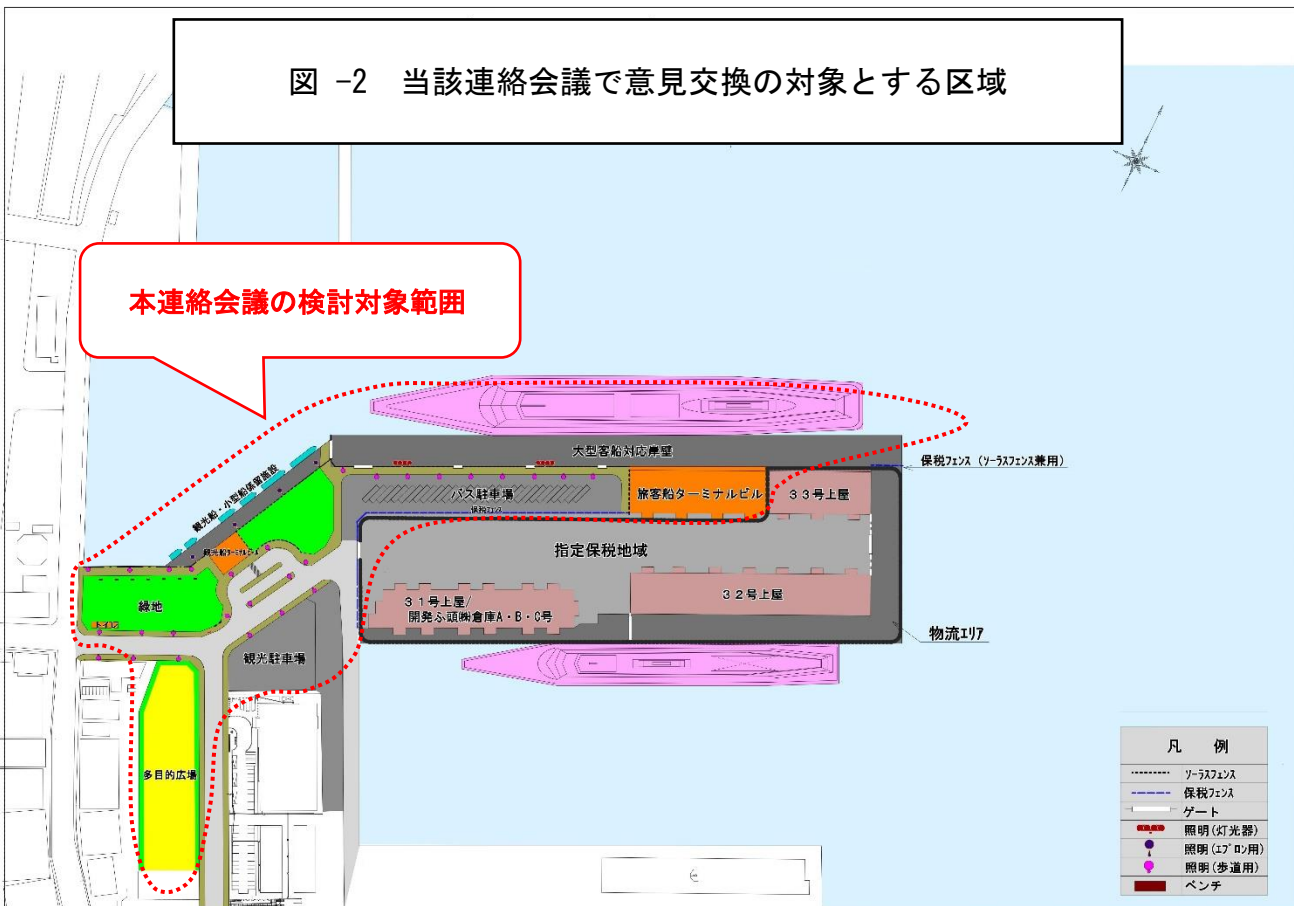 図 -2 当該連絡会議で意見交換の対象とする区域
本連絡会議の検討対象範囲
大型客船対応岸壁
保税フェンス (ソーラスフェンス兼用)
観光船・小型船係留施設
バス駐車場
保税フェンス
旅客船ターミナルビル
33号上屋
観光船ターミナルビル
指定保税地域
緑地
31号上屋/
開発ふ頭㈱倉庫A・B・C号
32号上屋
物流エリア
観光駐車場
多目的広場
凡 例
ソーラスフェンス
保税フェンス
ゲート
照明(灯光器)
照明(エプロン用)
照明(歩道用)
ベンチ